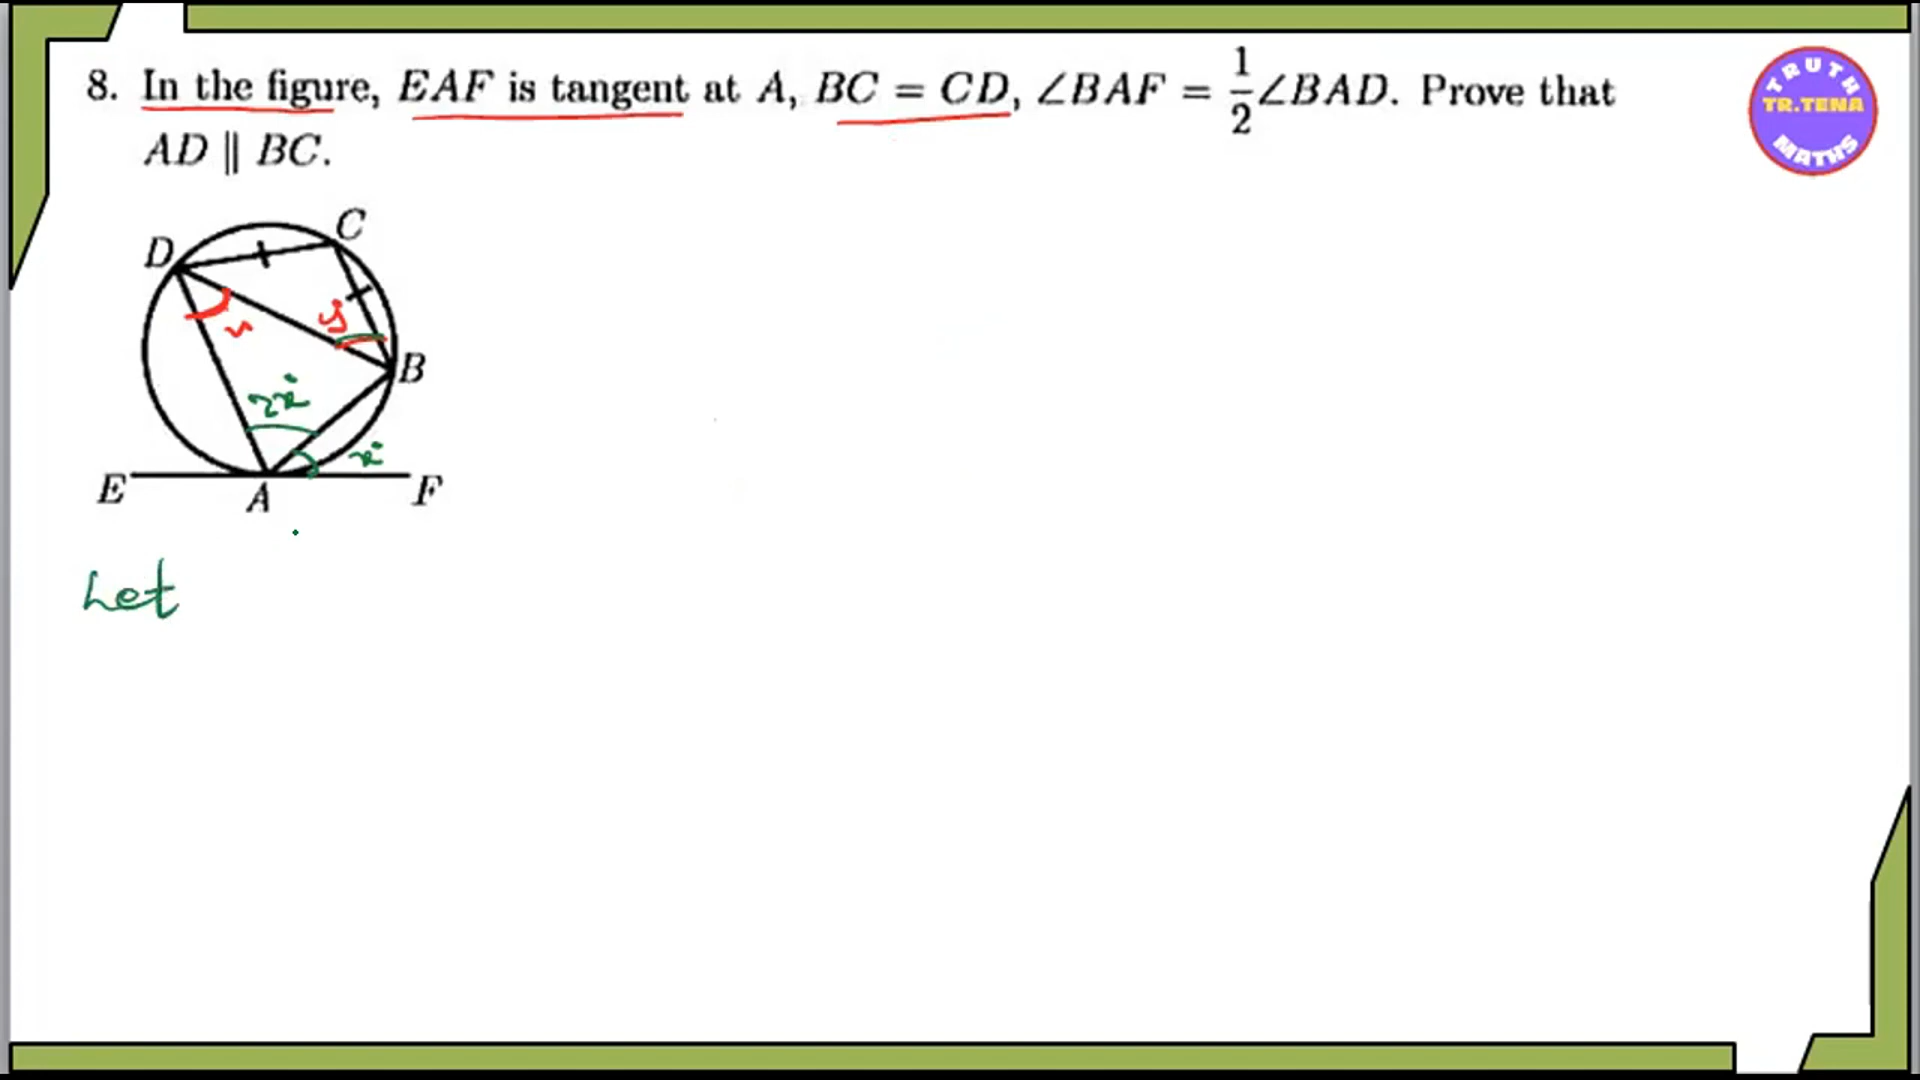 8. In the figure, EAF is tangent at A, BC = CD, ∠BAF = 1/2∠BAD. Prove that
AD ∥ BC.
TRUTH
TR.TENA
MATHS
C
D
y
x
B
2x°
x°
E
A
F
Let